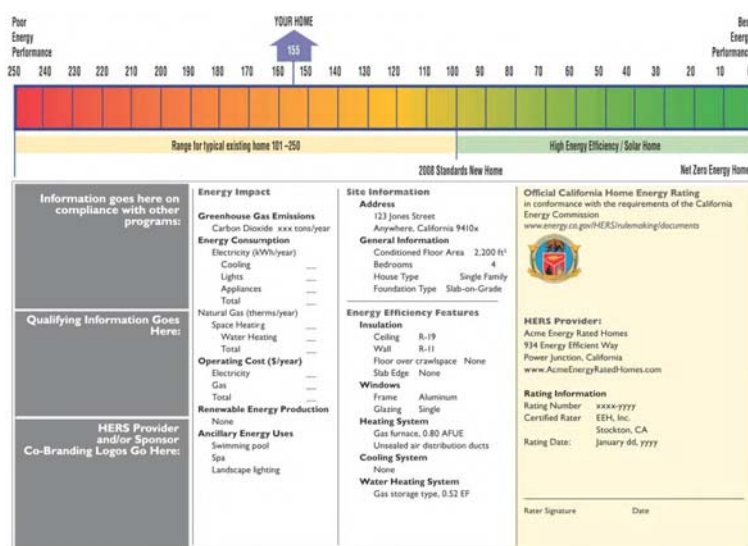 Poor
Energy
Performance
YOUR HOME
155
Energy
250 240 230 220 210 200 190 180 170 160 150 140 130 120 110 100 90 80 70 60 50 40 30 20 10 0
Range for typical existing home 101 –250
High Energy Efficiency / Solar Home
2008 Standards New Home
Net Zero Energy Home
Information goes here on
compliance with other
programs:
Qualifying Information Goes
Here:
HERS Provider
and/or Sponsor
Co-Branding Logos Go Here:
Energy Impact
Greenhouse Gas Emissions
Carbon Dioxide xxx tons/year
Energy Consumption
Electricity (kWh/year)
Cooling __
Lights __
Appliances __
Total __
Natural Gas (therms/year)
Space Heating __
Water Heating __
Total __
Operating Cost ($/year)
Electricity __
Gas __
Total __
Renewable Energy Production
None
Ancillary Energy Uses
Swimming pool
Spa
Landscape lighting
Site Information
Address
123 Jones Street
Anywhere, California 9410x
General Information
Conditioned Floor Area 2,200 ft²
Bedrooms 4
House Type Single Family
Foundation Type Slab-on-Grade
Energy Efficiency Features
Insulation
Ceiling R-19
Wall R-11
Floor over crawlspace None
Slab Edge None
Windows
Frame Aluminum
Glazing Single
Heating System
Gas furnace, 0.80 AFUE
Unsealed air distribution ducts
Cooling System
None
Water Heating System
Gas storage type, 0.52 EF
Official California Home Energy Rating
in conformance with the requirements of the California
Energy Commission
www.energy.ca.gov/HERS/rulemaking/documents
HERS Provider:
Acme Energy Rated Homes
934 Energy Efficient Way
Power Junction, California
www.AcmeEnergyRatedHomes.com
Rating Information
Rating Number xxxx-yyyy
Certified Rater EEH, Inc.
Stockton, CA
Rating Date: January dd, yyyy
Rater Signature Date